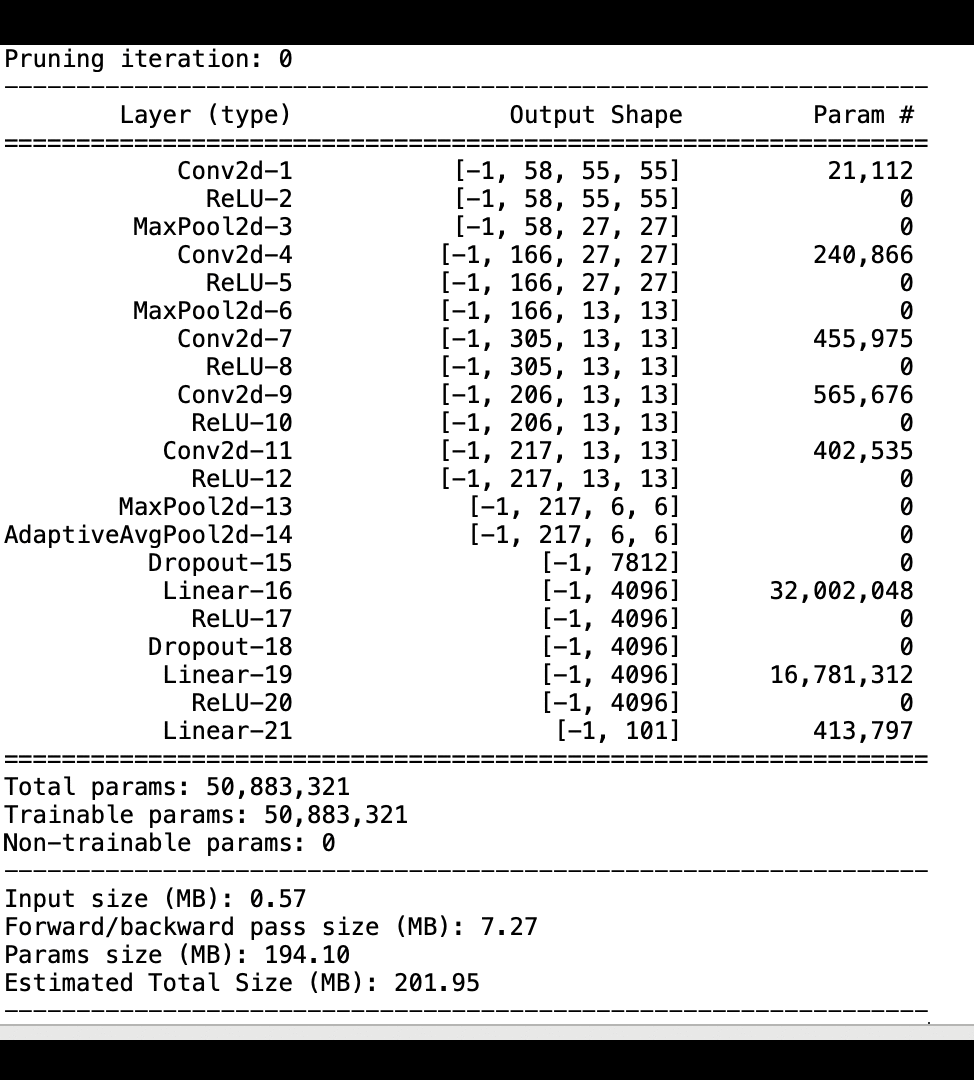 Pruning iteration: 0
----------------------------------------------------------------
Layer (type) Output Shape Param #
================================================================
Conv2d-1 [-1, 58, 55, 55] 21,112
ReLU-2 [-1, 58, 55, 55] 0
MaxPool2d-3 [-1, 58, 27, 27] 0
Conv2d-4 [-1, 166, 27, 27] 240,866
ReLU-5 [-1, 166, 27, 27] 0
MaxPool2d-6 [-1, 166, 13, 13] 0
Conv2d-7 [-1, 305, 13, 13] 455,975
ReLU-8 [-1, 305, 13, 13] 0
Conv2d-9 [-1, 206, 13, 13] 565,676
ReLU-10 [-1, 206, 13, 13] 0
Conv2d-11 [-1, 217, 13, 13] 402,535
ReLU-12 [-1, 217, 13, 13] 0
MaxPool2d-13 [-1, 217, 6, 6] 0
AdaptiveAvgPool2d-14 [-1, 217, 6, 6] 0
Dropout-15 [-1, 7812] 0
Linear-16 [-1, 4096] 32,002,048
ReLU-17 [-1, 4096] 0
Dropout-18 [-1, 4096] 0
Linear-19 [-1, 4096] 16,781,312
ReLU-20 [-1, 4096] 0
Linear-21 [-1, 101] 413,797
================================================================
Total params: 50,883,321
Trainable params: 50,883,321
Non-trainable params: 0
----------------------------------------------------------------
Input size (MB): 0.57
Forward/backward pass size (MB): 7.27
Params size (MB): 194.10
Estimated Total Size (MB): 201.95
----------------------------------------------------------------